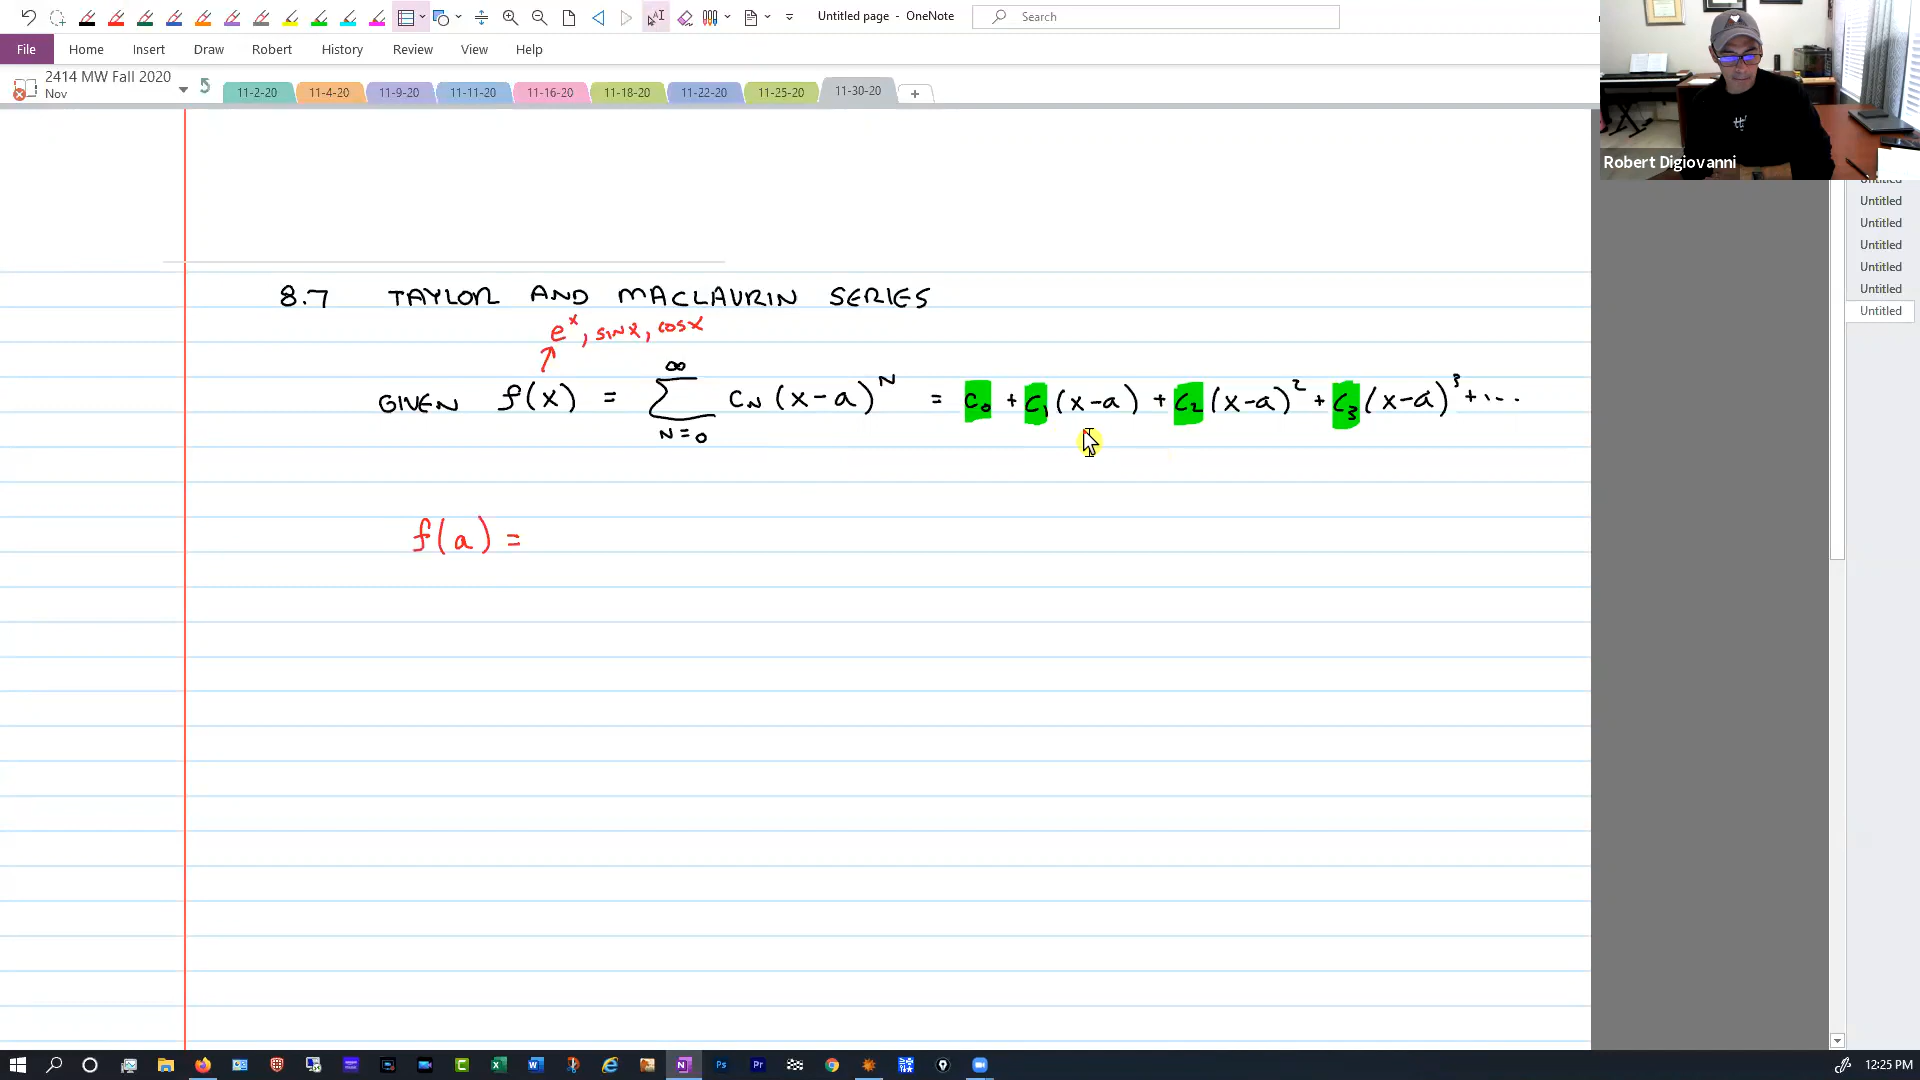 Untitled page - OneNote
Search
File Home Insert Draw Robert History Review View Help
2414 MW Fall 2020
Nov
11-2-20 11-4-20 11-9-20 11-11-20 11-16-20 11-18-20 11-22-20 11-25-20 11-30-20 +
Robert Digiovanni
Untitled
Untitled
Untitled
Untitled
Untitled
Untitled
Untitled
8.7 TAYLOR AND MACLAURIN SERIES
e^x, sin x, cos x
GIVEN f(x) = ∑_{N=0}^{∞} C_N (x-a)^N = C_0 + C_1 (x-a) + C_2 (x-a)^2 + C_3 (x-a)^3 + ...
f(a) =
12:25 PM